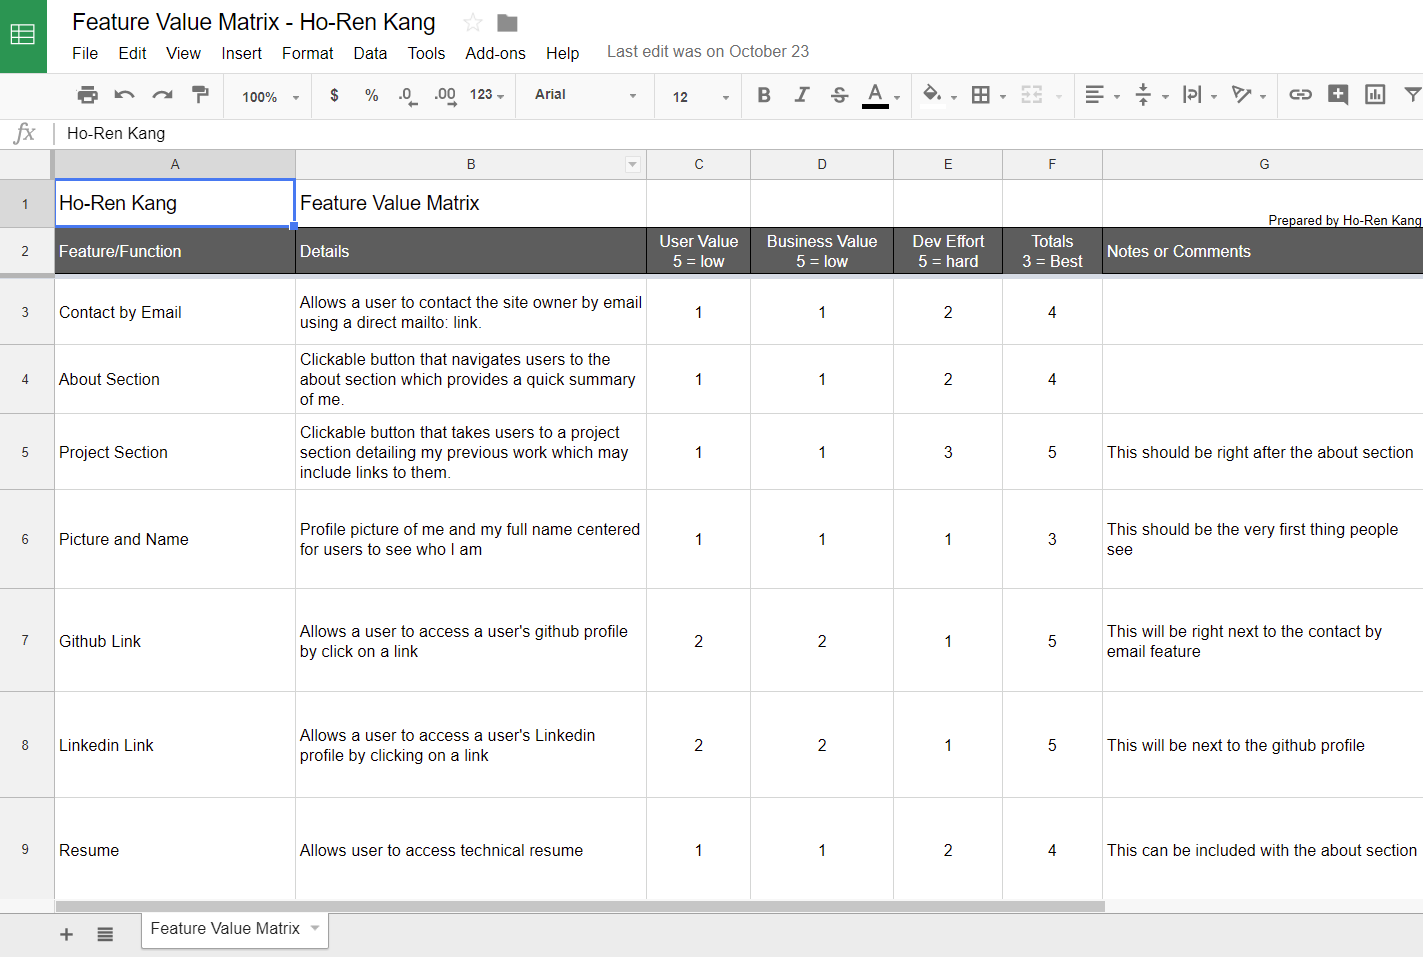 Feature Value Matrix - Ho-Ren Kang
File Edit View Insert Format Data Tools Add-ons Help Last edit was on October 23
100% $ % .0 .00 123 Arial 12 B I S A
fx Ho-Ren Kang
A B C D E F G
1 Ho-Ren Kang Feature Value Matrix Prepared by Ho-Ren Kang
2 Feature/Function Details User Value
5 = low Business Value
5 = low Dev Effort
5 = hard Totals
3 = Best Notes or Comments
3 Contact by Email Allows a user to contact the site owner by email
using a direct mailto: link. 1 1 2 4
4 About Section Clickable button that navigates users to the
about section which provides a quick summary
of me. 1 1 2 4
5 Project Section Clickable button that takes users to a project
section detailing my previous work which may
include links to them. 1 1 3 5 This should be right after the about section
6 Picture and Name Profile picture of me and my full name centered
for users to see who I am 1 1 1 3 This should be the very first thing people
see
7 Github Link Allows a user to access a user's github profile
by click on a link 2 2 1 5 This will be right next to the contact by
email feature
8 Linkedin Link Allows a user to access a user's Linkedin
profile by clicking on a link 2 2 1 5 This will be next to the github profile
9 Resume Allows user to access technical resume 1 1 2 4 This can be included with the about section
+ Feature Value Matrix